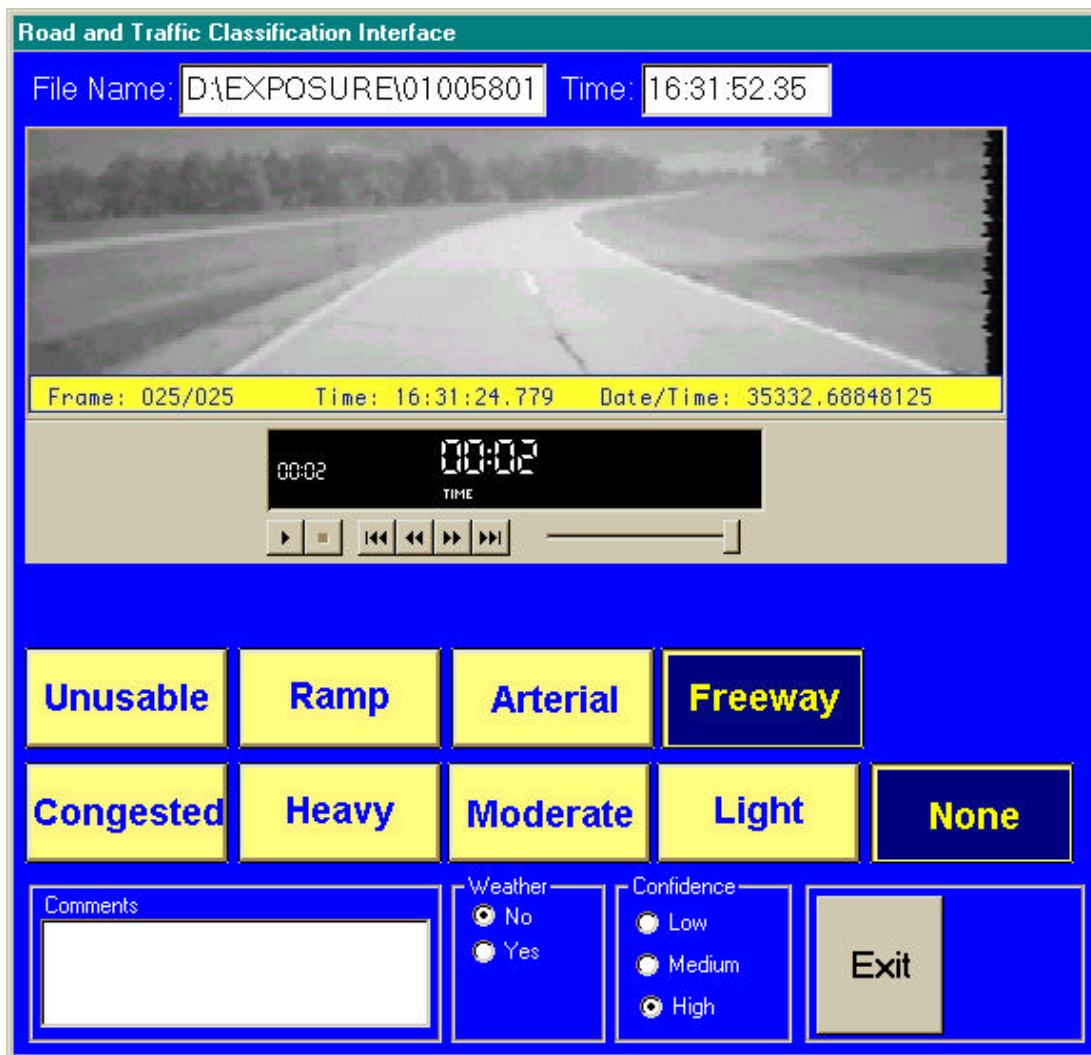 Road and Traffic Classification Interface
File Name: D:\EXPOSURE\01005801 Time: 16:31:52.35
Frame: 025/025 Time: 16:31:24.779 Date/Time: 35332.68848125
00:02 00:02
TIME
Unusable Ramp Arterial Freeway
Congested Heavy Moderate Light None
Comments Weather Confidence
No Low
Yes Medium
High
Exit